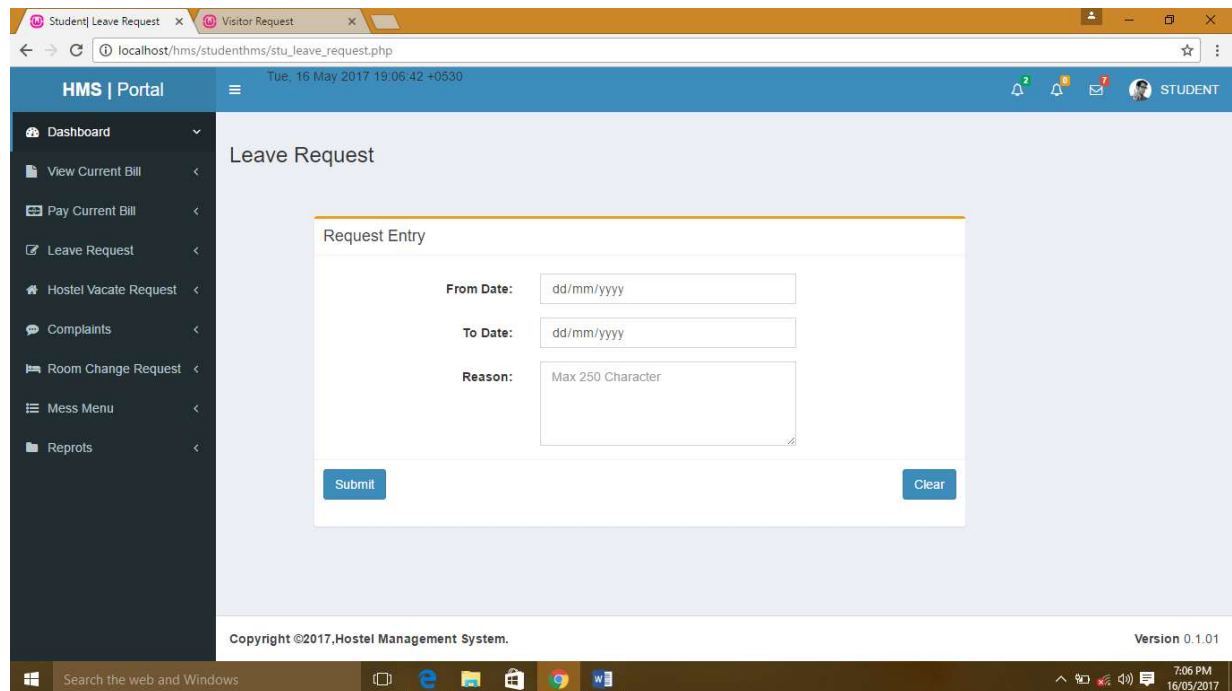 Student| Leave Request
Visitor Request
localhost/hms/studenthms/stu_leave_request.php
HMS | Portal
Tue, 16 May 2017 19:06:42 +0530
2
0
7
STUDENT
Dashboard
View Current Bill
Pay Current Bill
Leave Request
Hostel Vacate Request
Complaints
Room Change Request
Mess Menu
Reprots
Leave Request
Request Entry
From Date:
dd/mm/yyyy
To Date:
dd/mm/yyyy
Reason:
Max 250 Character
Submit
Clear
Copyright ©2017,Hostel Management System.
Version 0.1.01
Search the web and Windows
7:06 PM
16/05/2017